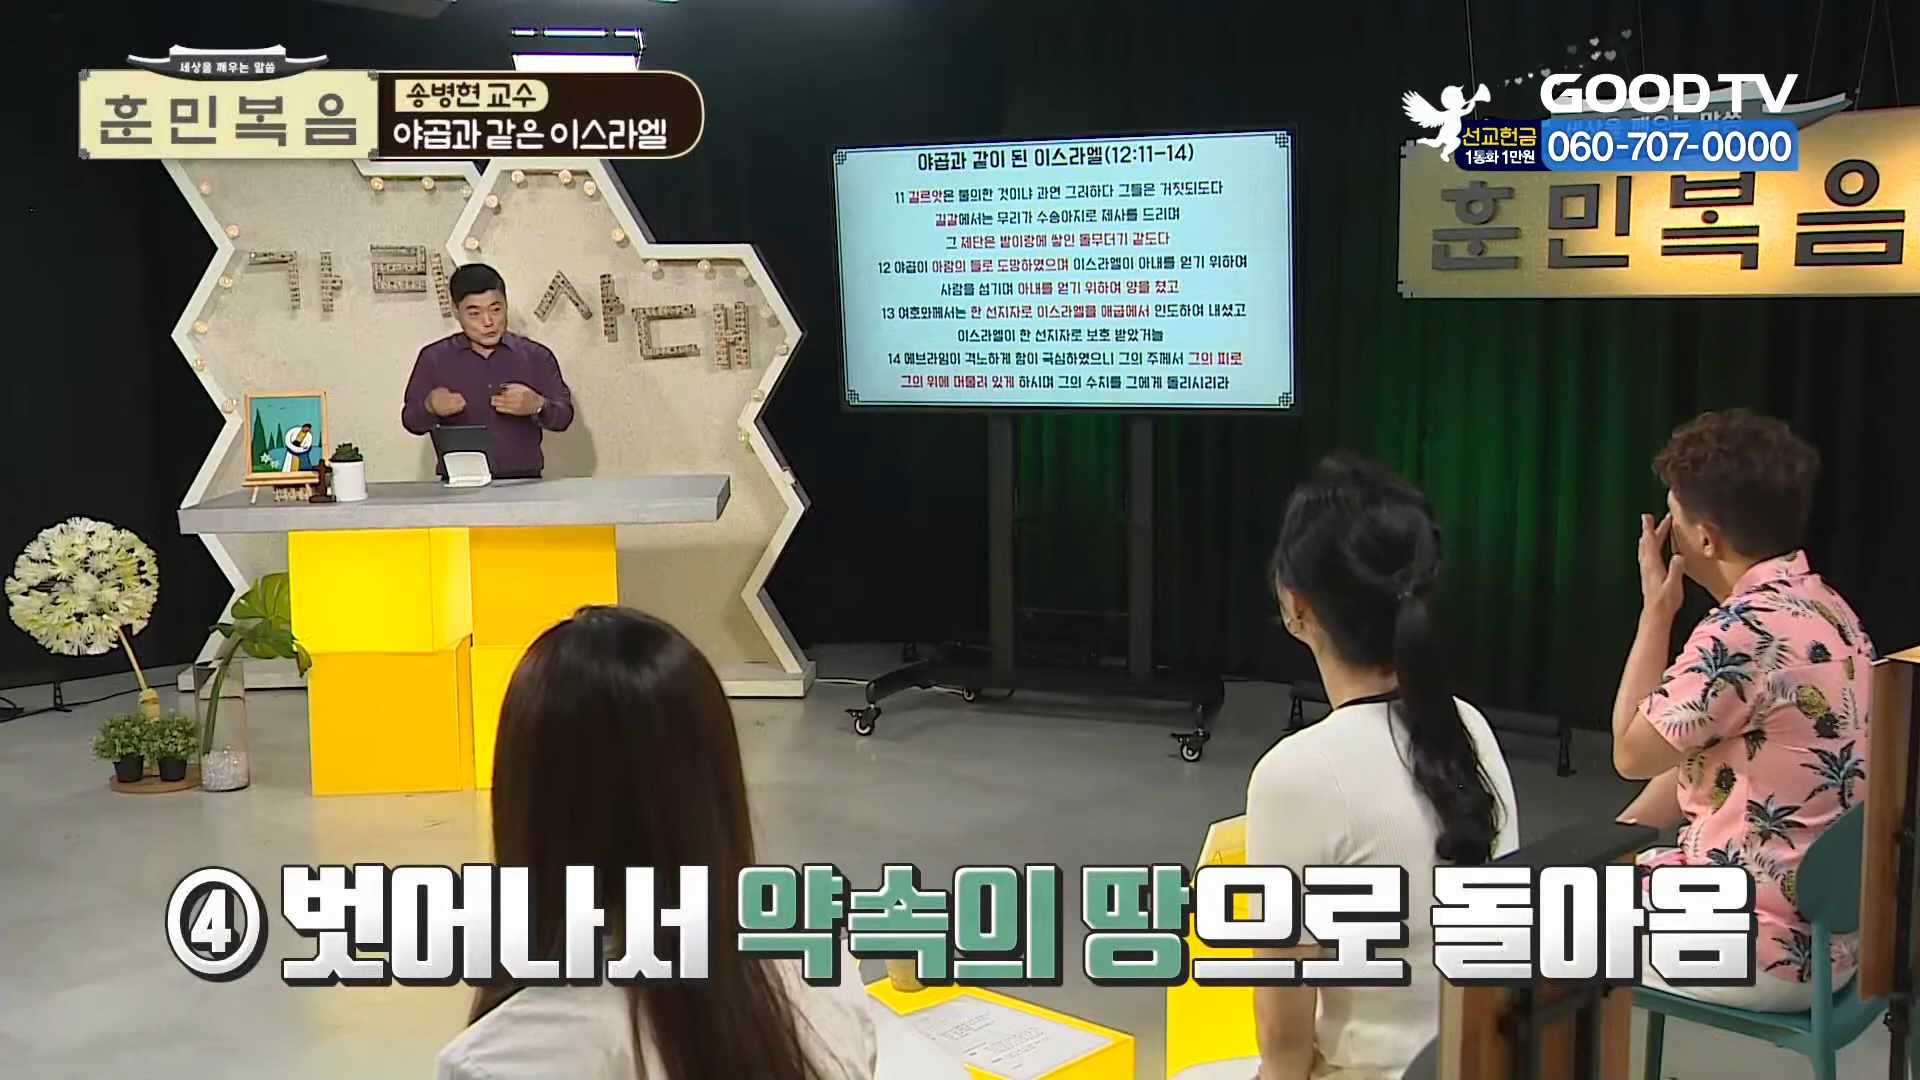 세상을 깨우는 말씀
훈민복음
송병현 교수
야곱과 같은 이스라엘
GOODTV
선교헌금
1통화 1만원
060-707-0000
세상을 깨우는 말씀
훈민복음
가라사대
야곱과 같이 된 이스라엘(12:11-14)
11 길르앗은 불의한 것이냐 과연 그러하다 그들은 거짓되도다
길갈에서는 무리가 수송아지로 제사를 드리며
그 제단은 밭이랑에 쌓인 돌무더기 같도다
12 야곱이 아람의 들로 도망하였으며 이스라엘이 아내를 얻기 위하여
사람을 섬기며 아내를 얻기 위하여 양을 쳤고
13 여호와께서는 한 선지자로 이스라엘을 애굽에서 인도하여 내셨고
이스라엘이 한 선지자로 보호 받았거늘
14 에브라임이 격노하게 함이 극심하였으니 그의 주께서 그의 피로
그의 위에 머물러 있게 하시며 그의 수치를 그에게 돌리시리라
④ 벗어나서 약속의 땅으로 돌아옴